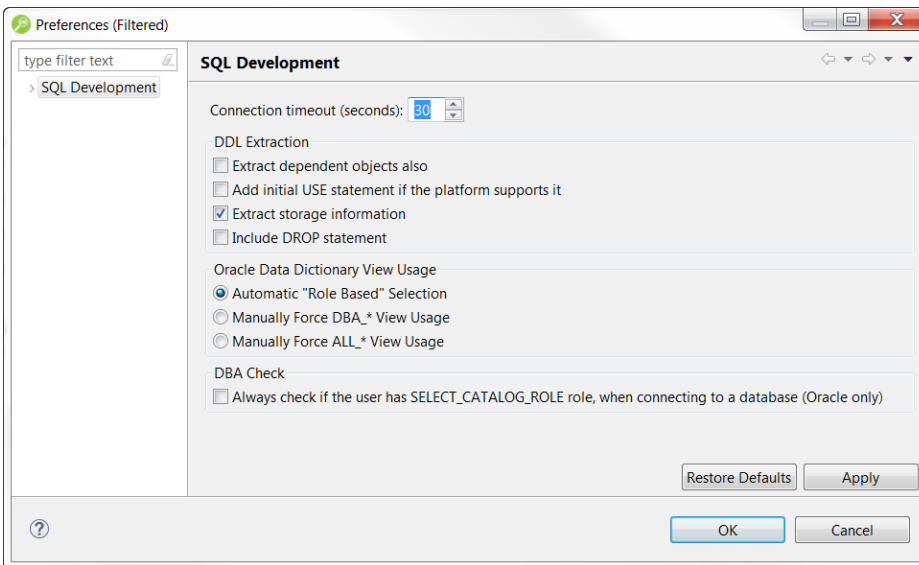 Preferences (Filtered)
type filter text
SQL Development
SQL Development
Connection timeout (seconds): 30
DDL Extraction
Extract dependent objects also
Add initial USE statement if the platform supports it
Extract storage information
Include DROP statement
Oracle Data Dictionary View Usage
Automatic "Role Based" Selection
Manually Force DBA_* View Usage
Manually Force ALL_* View Usage
DBA Check
Always check if the user has SELECT_CATALOG_ROLE role, when connecting to a database (Oracle only)
Restore Defaults Apply
OK Cancel